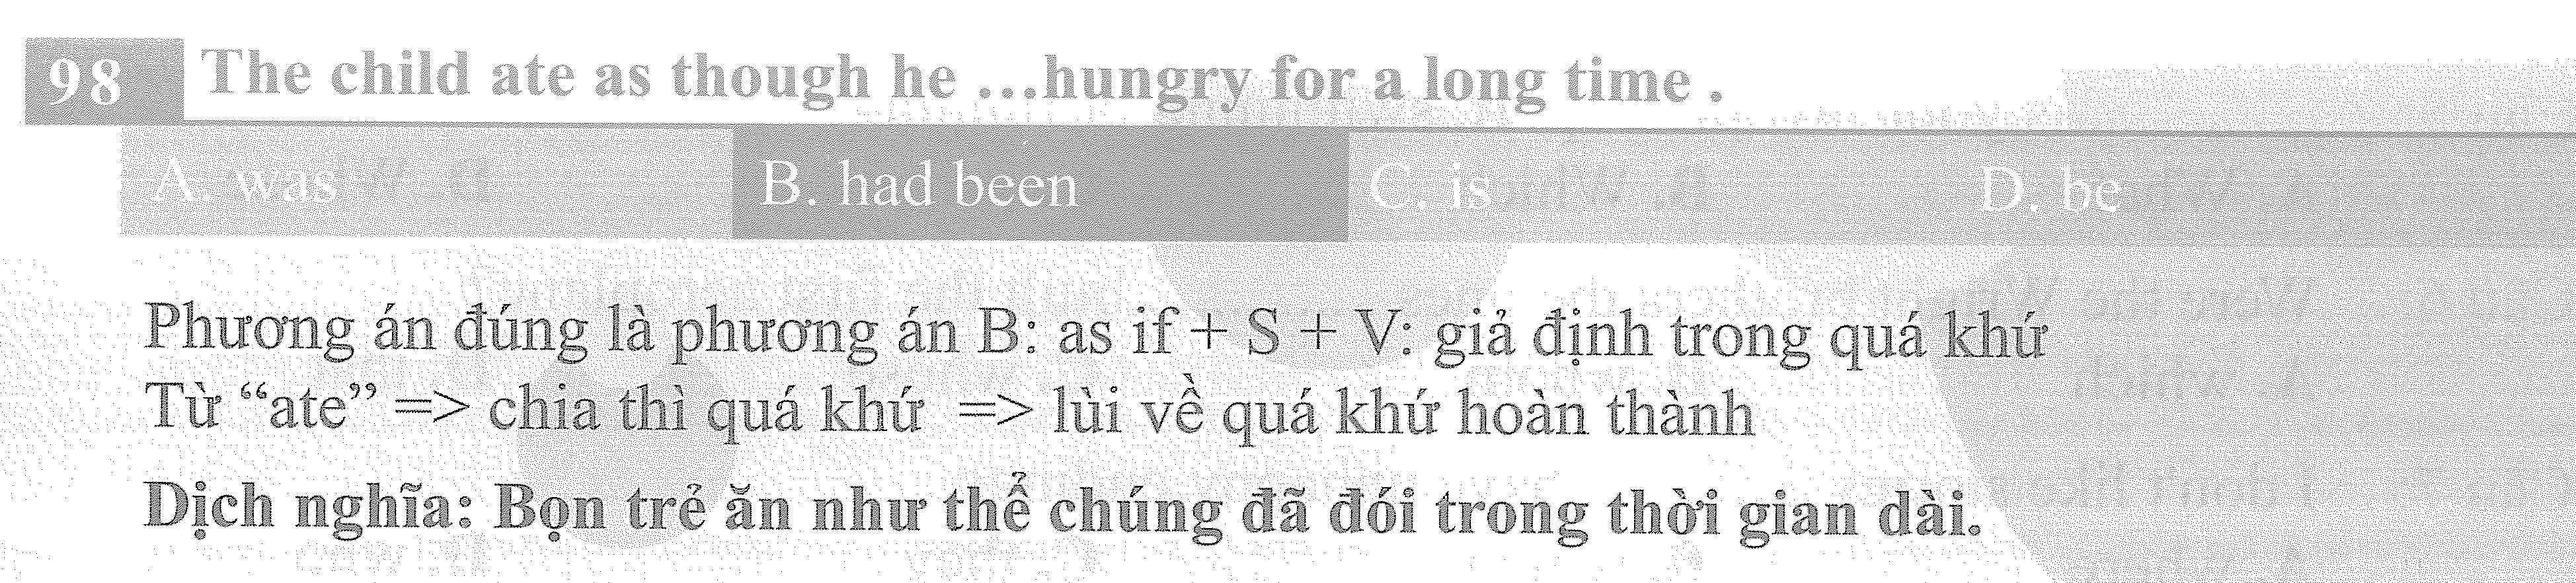 98 The child ate as though he ...hungry for a long time .
A. was B. had been C. is D. be
Phương án đúng là phương án B: as if + S + V: giả định trong quá khứ
Từ “ate” => chia thì quá khứ => lùi về quá khứ hoàn thành
Dịch nghĩa: Bọn trẻ ăn như thể chúng đã đói trong thời gian dài.